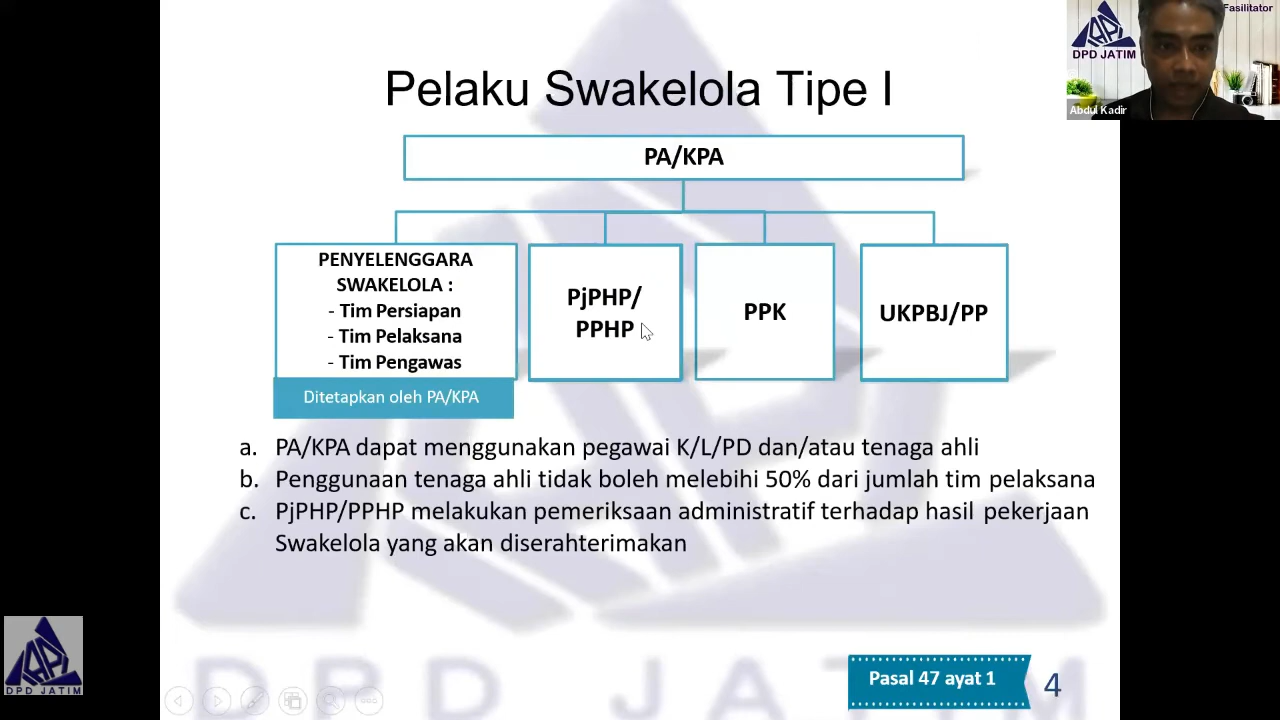 Fasilitator
DPD JATIM
Abdul Kadir
Pelaku Swakelola Tipe I
PA/KPA
PENYELENGGARA
SWAKELOLA :
- Tim Persiapan
- Tim Pelaksana
- Tim Pengawas
Ditetapkan oleh PA/KPA
PjPHP/
PPHP
PPK
UKPBJ/PP
a. PA/KPA dapat menggunakan pegawai K/L/PD dan/atau tenaga ahli
b. Penggunaan tenaga ahli tidak boleh melebihi 50% dari jumlah tim pelaksana
c. PjPHP/PPHP melakukan pemeriksaan administratif terhadap hasil pekerjaan
Swakelola yang akan diserahterimakan
IAPI
DPD JATIM
DPD JATIM
Pasal 47 ayat 1
4